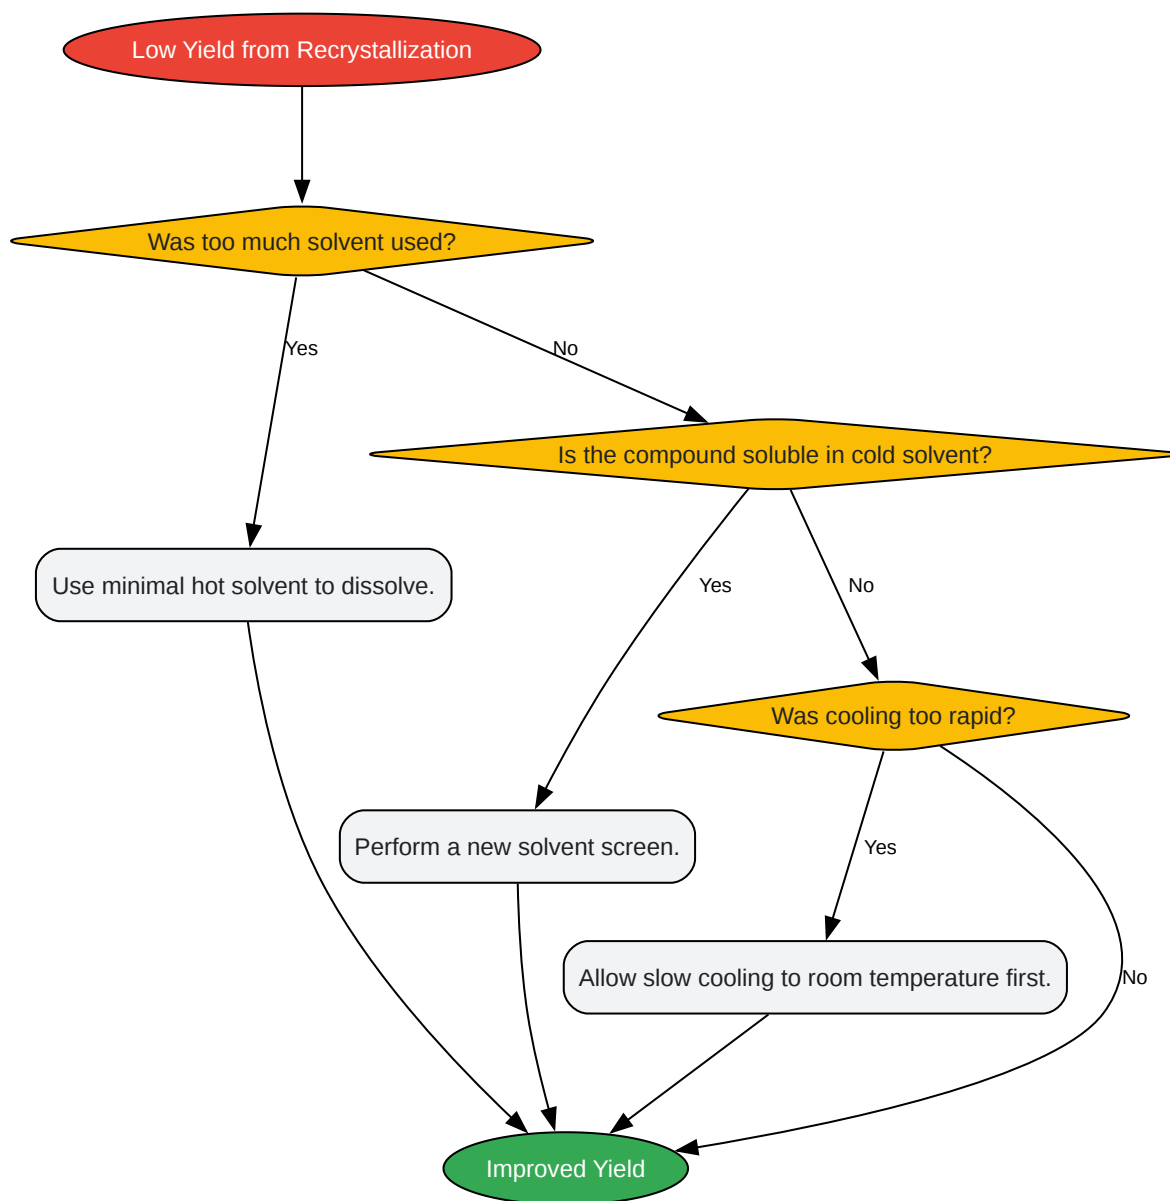 Low Yield from Recrystallization
Was too much solvent used?
Yes
No
Is the compound soluble in cold solvent?
Use minimal hot solvent to dissolve.
Yes
No
Was cooling too rapid?
Perform a new solvent screen.
Yes
Allow slow cooling to room temperature first.
No
Improved Yield